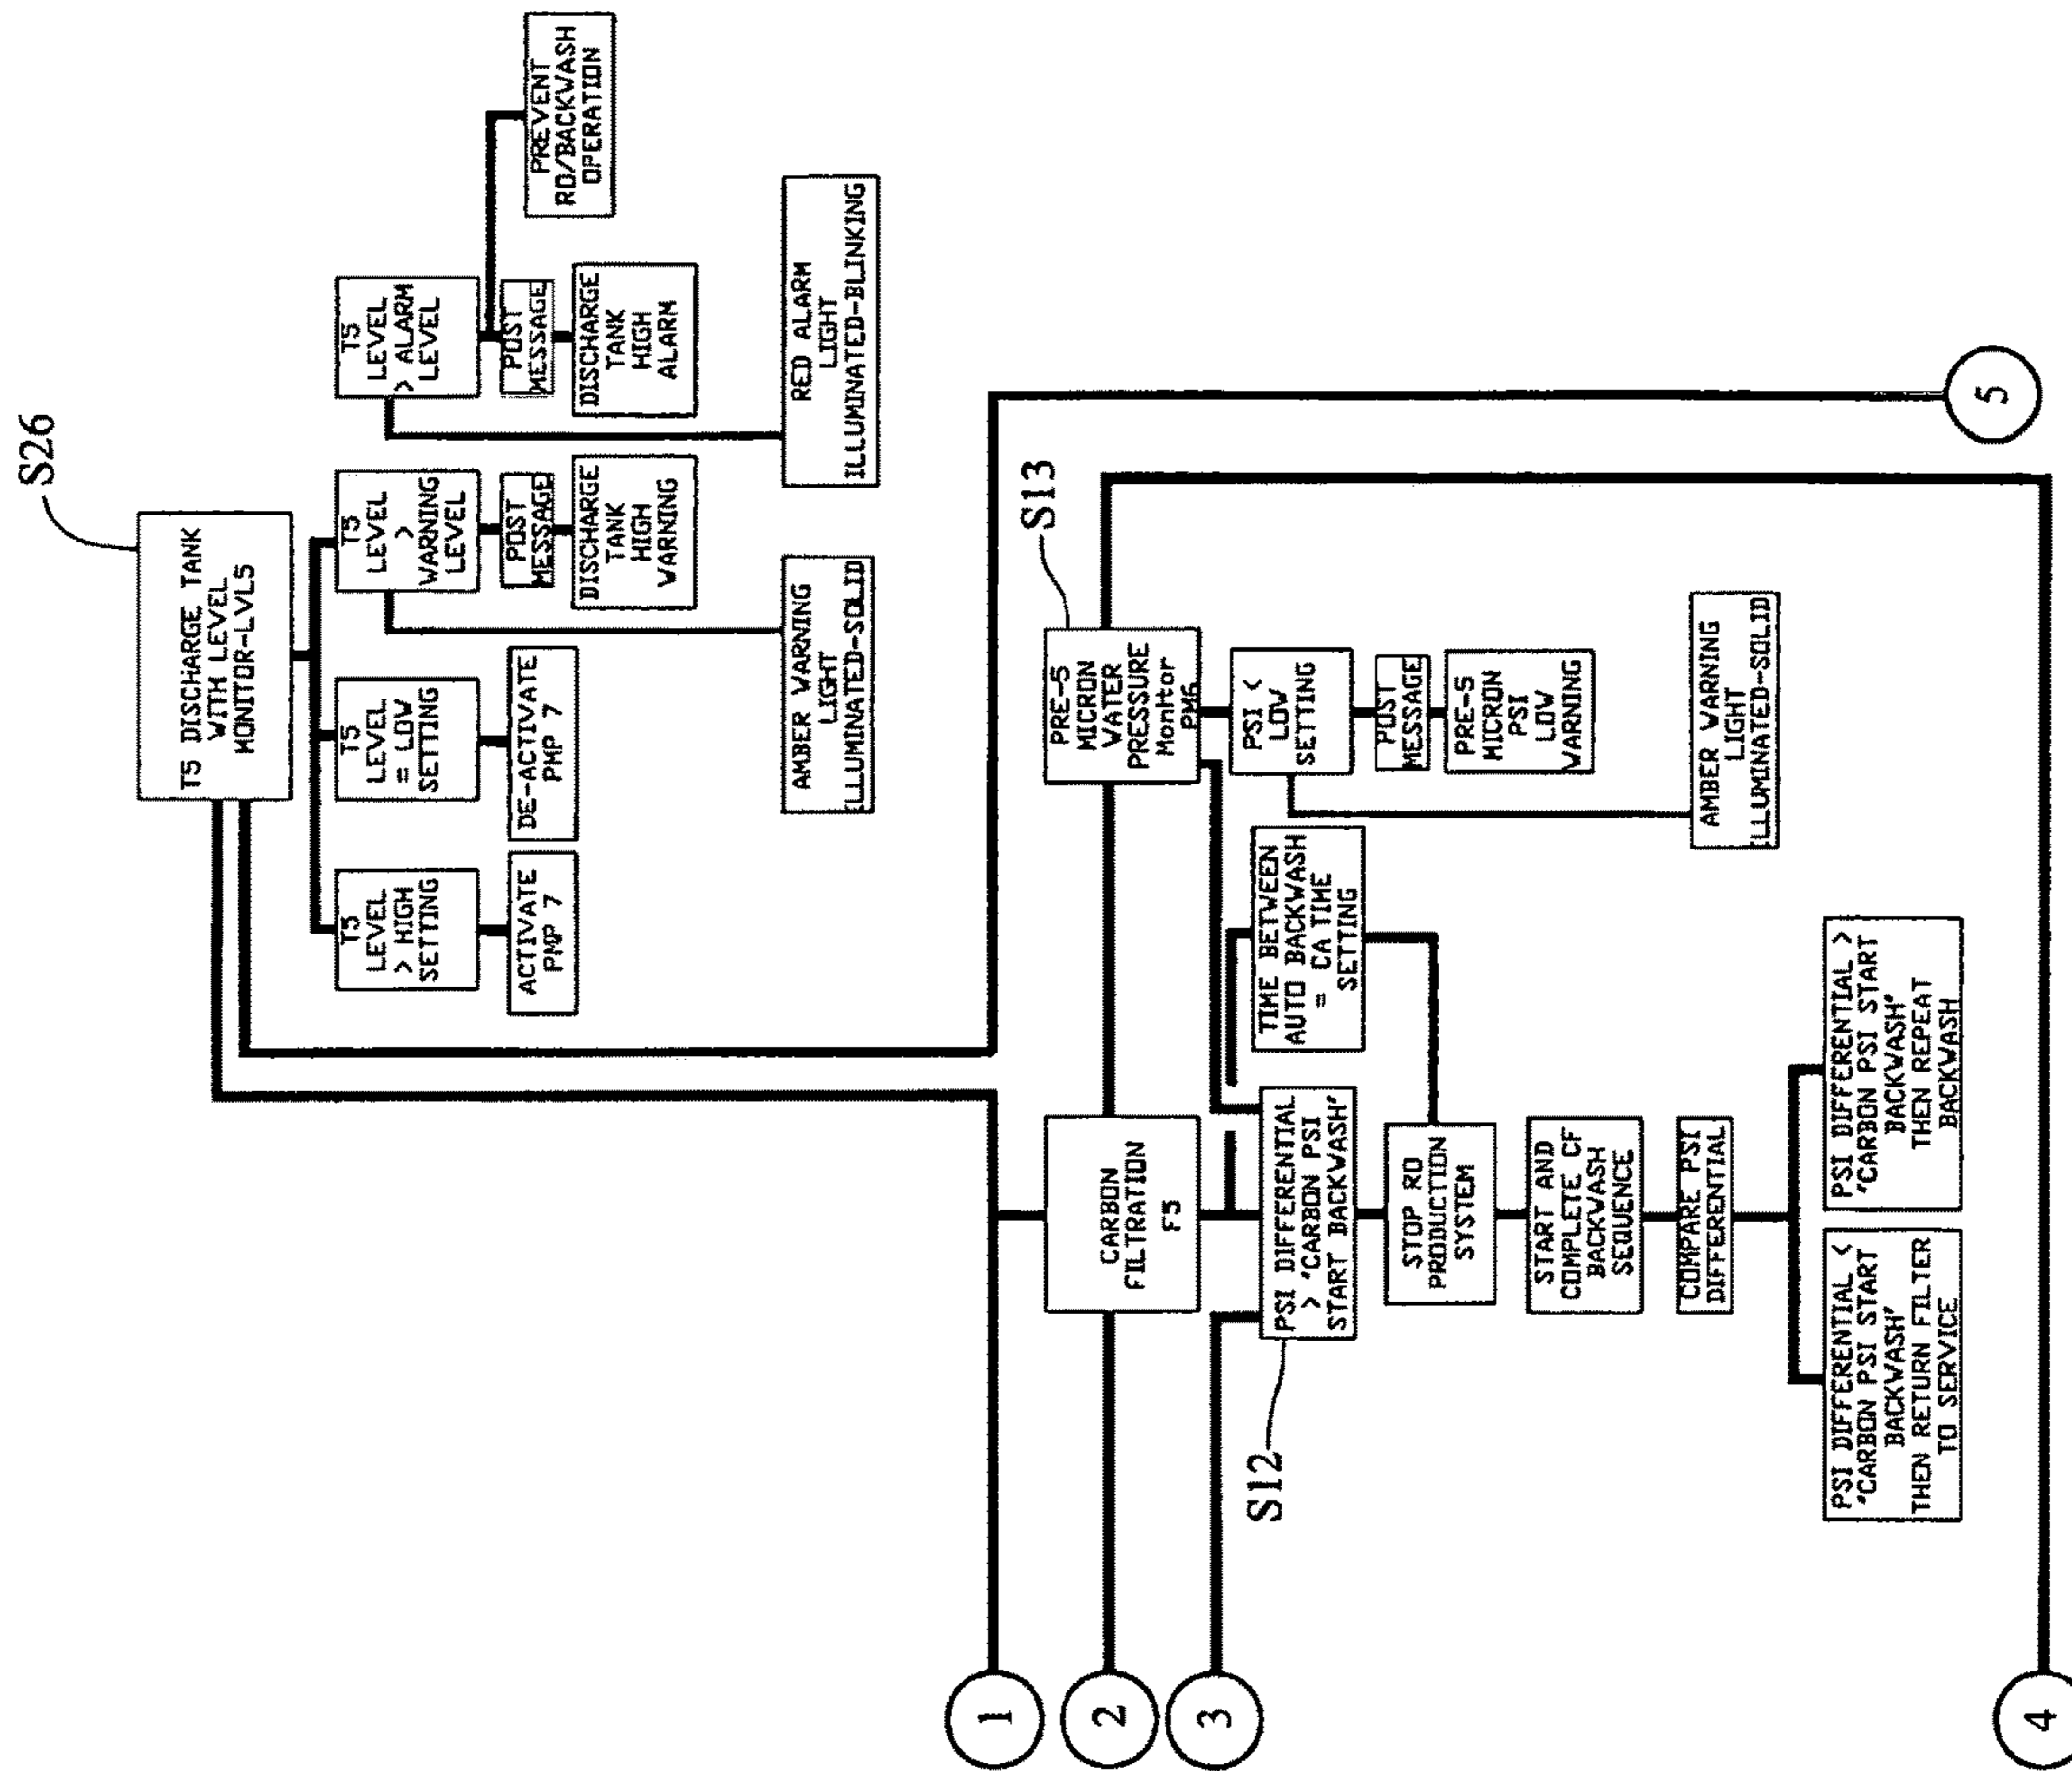 S26
T5 DISCHARGE TANK
WITH LEVEL
MONITOR-LVL5
T5
LEVEL
> HIGH
SETTING
ACTIVATE
PMP 7
T5
LEVEL
= LOW
SETTING
DE-ACTIVATE
PMP 7
T5
LEVEL
>
WARNING
LEVEL
POST
MESSAGE
DISCHARGE
TANK
HIGH
WARNING
AMBER WARNING
LIGHT
ILLUMINATED-SOLID
T5
LEVEL
> ALARM
LEVEL
POST
MESSAGE
DISCHARGE
TANK
HIGH
ALARM
PREVENT
RO/BACKWASH
OPERATION
RED ALARM
LIGHT
ILLUMINATED-BLINKING
1
2
3
CARBON
FILTRATION
F5
S12
PSI DIFFERENTIAL
> 'CARBON PSI
START BACKWASH'
STOP RO
PRODUCTION
SYSTEM
START AND
COMPLETE CF
BACKWASH
SEQUENCE
COMPARE PSI
DIFFERENTIAL
PSI DIFFERENTIAL <
'CARBON PSI START
BACKWASH'
THEN RETURN FILTER
TO SERVICE
PSI DIFFERENTIAL >
'CARBON PSI START
BACKWASH'
THEN REPEAT
BACKWASH
TIME BETWEEN
AUTO BACKWASH
= CA TIME
SETTING
S13
PRE-5
MICRON
WATER
PRESSURE
Monitor
PM6
PSI <
LOW
SETTING
POST
MESSAGE
PRE-5
MICRON
PSI
LOW
WARNING
AMBER WARNING
LIGHT
ILLUMINATED-SOLID
4
5